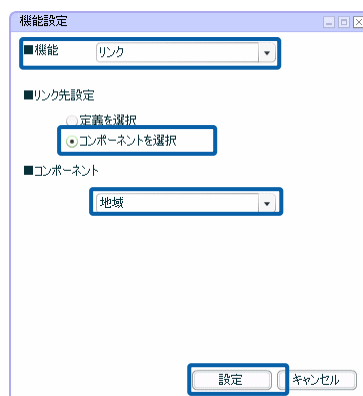 機能設定
■機能 リンク
■リンク先設定
定義を選択
コンポーネントを選択
■コンポーネント
地域
設定 キャンセル